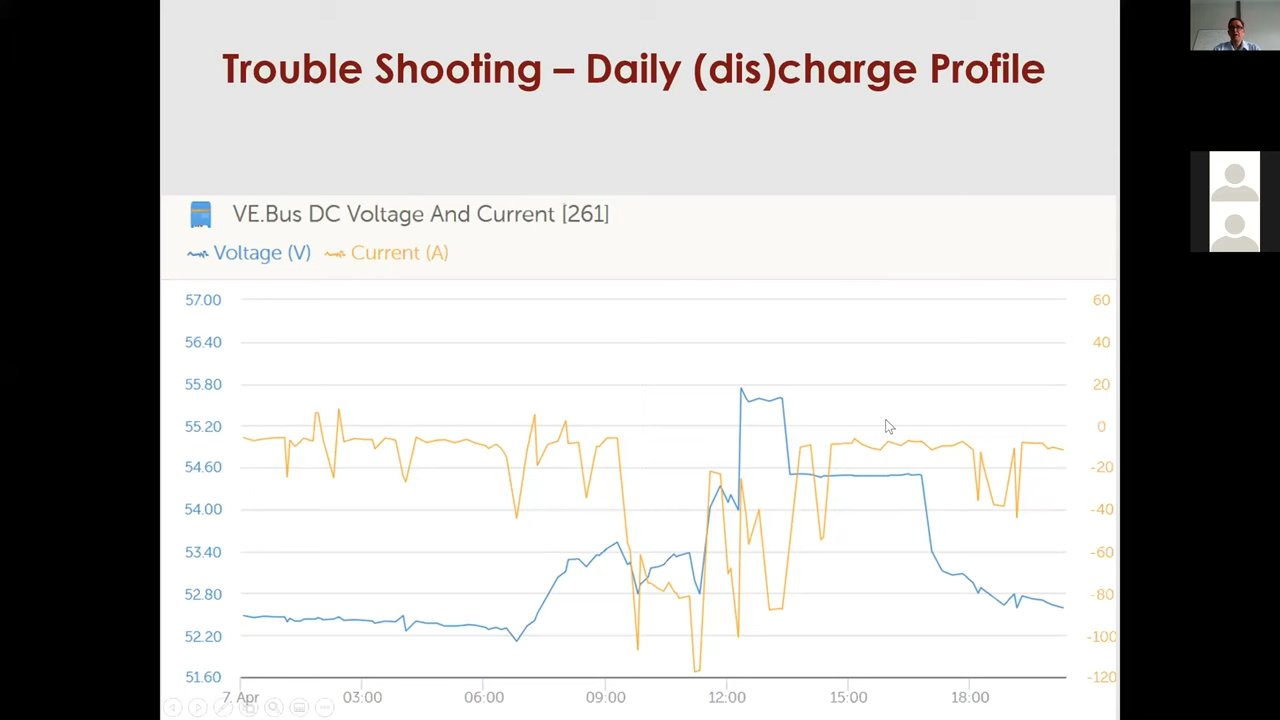 Trouble Shooting – Daily (dis)charge Profile
VE.Bus DC Voltage And Current [261]
Voltage (V) Current (A)
57.00 60
56.40 40
55.80 20
55.20 0
54.60 -20
54.00 -40
53.40 -60
52.80 -80
52.20 -100
51.60 -120
7. Apr 03:00 06:00 09:00 12:00 15:00 18:00